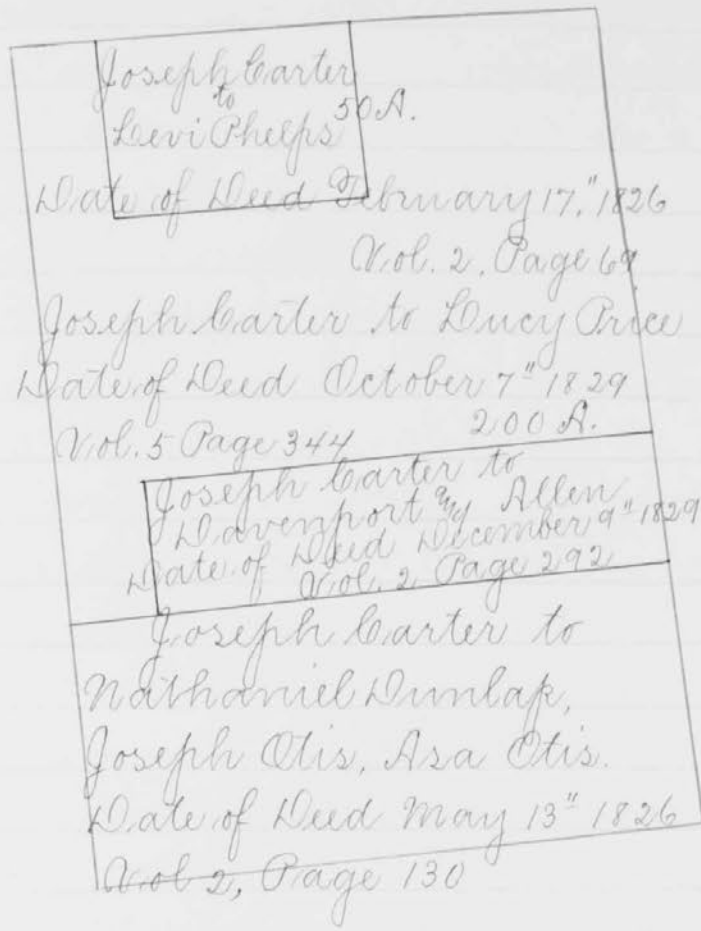 Joseph Carter
to
Levi Phelps 50 A.
Date of Deed February 17," 1826
Vol. 2, Page 69
Joseph Carter to Lucy Price
Date of Deed October 7" 1829
Vol. 5 Page 344 200 A.
Joseph Carter to
Davenport Allen
Date of Deed December 9" 1829
Vol. 2 Page 292
Joseph Carter to
Nathaniel Dunlap,
Joseph Otis, Asa Otis.
Date of Deed May 13" 1826
Vol 2, Page 130